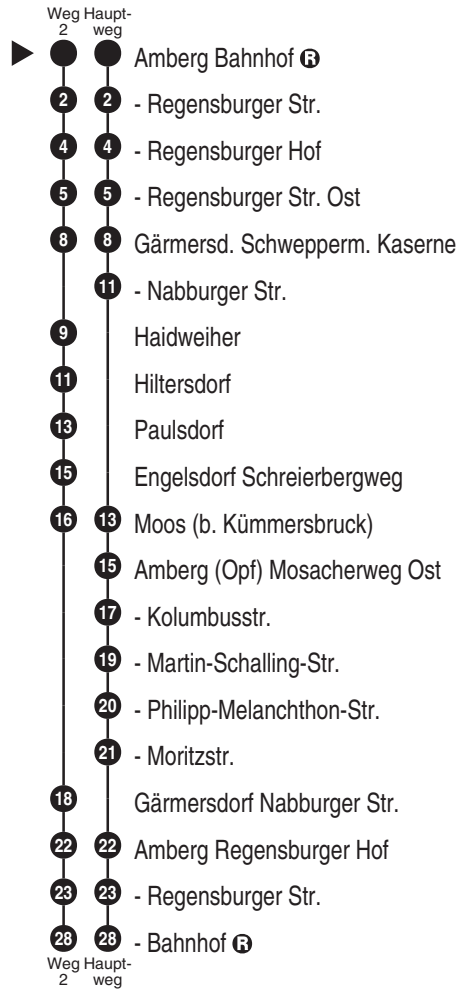 Weg Haupt-
2 weg
Amberg Bahnhof R
2 2 - Regensburger Str.
4 4 - Regensburger Hof
5 5 - Regensburger Str. Ost
8 8 Gärmersd. Schwepperm. Kaserne
11 - Nabburger Str.
9 Haidweiher
11 Hiltersdorf
13 Paulsdorf
15 Engelsdorf Schreierbergweg
16 13 Moos (b. Kümmersbruck)
15 Amberg (Opf) Mosacherweg Ost
17 - Kolumbusstr.
19 - Martin-Schalling-Str.
20 - Philipp-Melanchthon-Str.
21 - Moritzstr.
18 Gärmersdorf Nabburger Str.
22 22 Amberg Regensburger Hof
23 23 - Regensburger Str.
28 28 - Bahnhof R
Weg Haupt-
2 weg